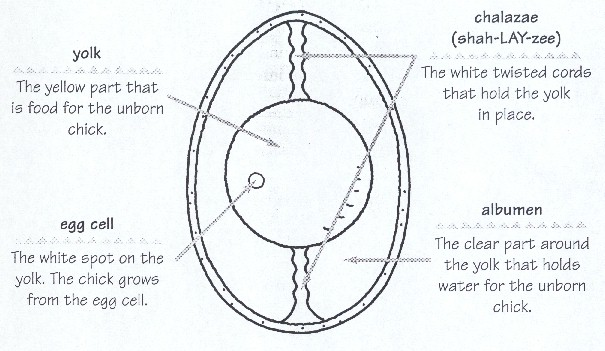 yolk
The yellow part that
is food for the unborn
chick.
egg cell
The white spot on the
yolk. The chick grows
from the egg cell.
chalazae
(shah-LAY-zee)
The white twisted cords
that hold the yolk
in place.
albumen
The clear part around
the yolk that holds
water for the unborn
chick.